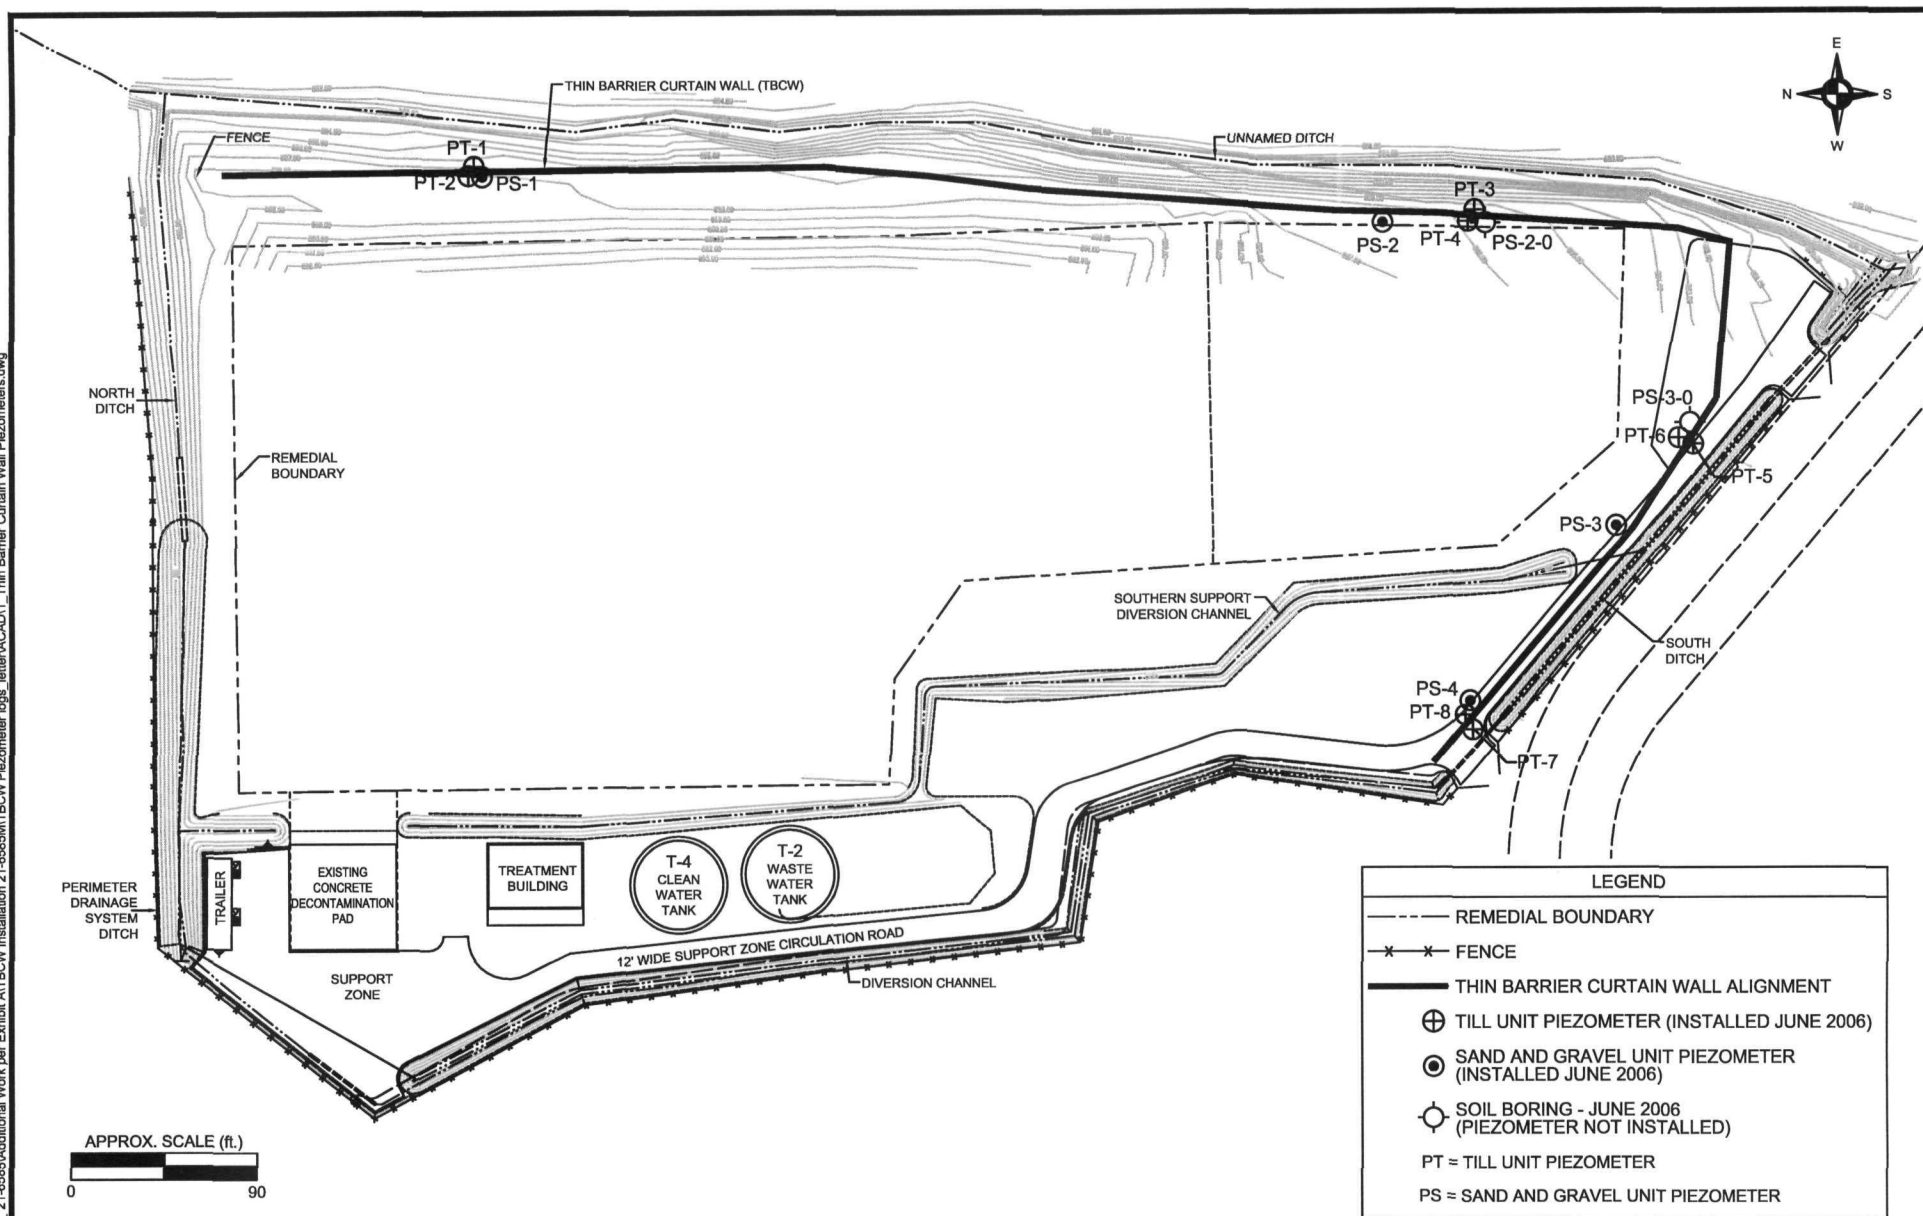 E
N
S
W
THIN BARRIER CURTAIN WALL (TBCW)
FENCE
UNNAMED DITCH
PT-1
PT-2
PS-1
PT-3
PS-2
PT-4
PS-2-0
NORTH
DITCH
REMEDIAL
BOUNDARY
PS-3-0
PT-6
PT-5
PS-3
SOUTHERN SUPPORT
DIVERSION CHANNEL
SOUTH
DITCH
PS-4
PT-8
PT-7
PERIMETER
DRAINAGE
SYSTEM
DITCH
TRAILER
EXISTING
CONCRETE
DECONTAMINATION
PAD
TREATMENT
BUILDING
T-4
CLEAN
WATER
TANK
T-2
WASTE
WATER
TANK
12' WIDE SUPPORT ZONE CIRCULATION ROAD
SUPPORT
ZONE
DIVERSION CHANNEL
APPROX. SCALE (ft.)
0
90
LEGEND
REMEDIAL BOUNDARY
FENCE
THIN BARRIER CURTAIN WALL ALIGNMENT
TILL UNIT PIEZOMETER (INSTALLED JUNE 2006)
SAND AND GRAVEL UNIT PIEZOMETER
(INSTALLED JUNE 2006)
SOIL BORING - JUNE 2006
(PIEZOMETER NOT INSTALLED)
PT = TILL UNIT PIEZOMETER
PS = SAND AND GRAVEL UNIT PIEZOMETER